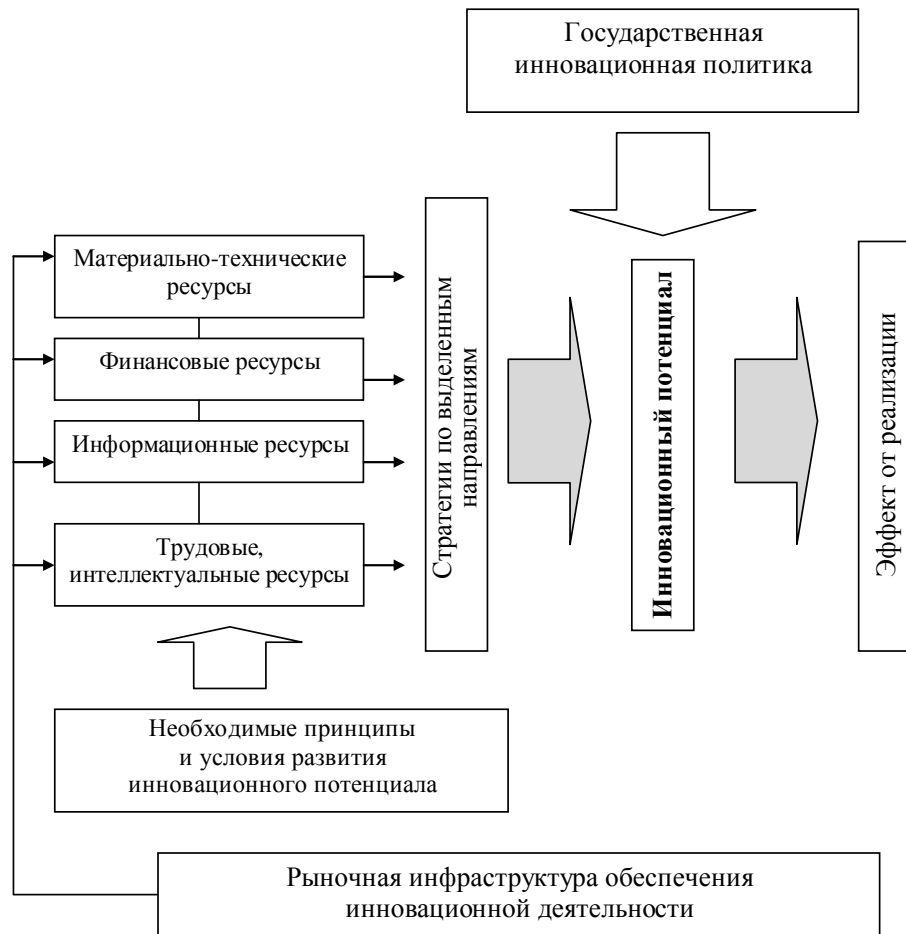 Государственная
инновационная политика
Материально-технические
ресурсы
Финансовые ресурсы
Информационные ресурсы
Трудовые,
интеллектуальные ресурсы
Стратегии по выделенным
направлениям
Инновационный потенциал
Эффект от реализации
Необходимые принципы
и условия развития
инновационного потенциала
Рыночная инфраструктура обеспечения
инновационной деятельности